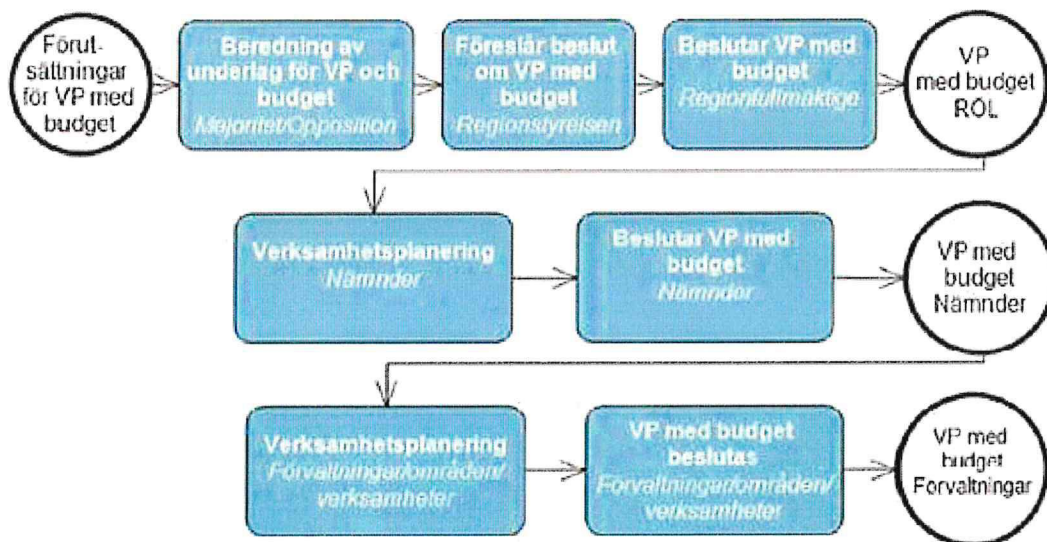 Förut-
sättningar
för VP med
budget
Beredning av
underlag för VP och
budget
Majoritet/Opposition
Föreslår beslut
om VP med
budget
Regionstyrelsen
Beslutar VP med
budget
Regionfullmäktige
VP
med budget
ROL
Verksamhetsplanering
Nämnder
Beslutar VP med
budget
Nämnder
VP med
budget
Nämnder
Verksamhetsplanering
Förvaltningar/områden/
verksamheter
VP med budget
beslutas
Förvaltningar/områden/
verksamheter
VP med
budget
Förvaltningar